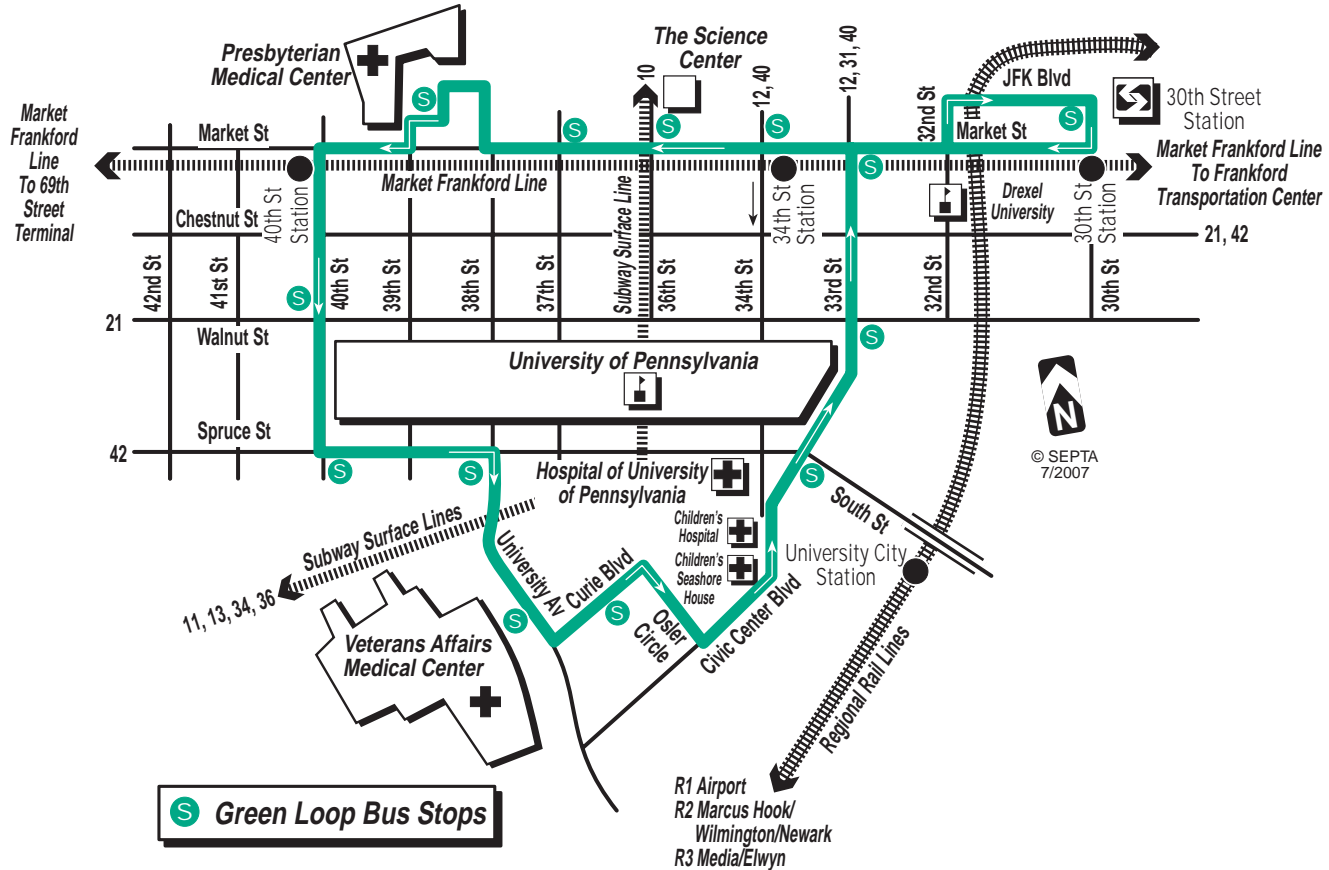 Presbyterian
Medical Center
The Science
Center
10
12, 40
12, 31, 40
32nd St
JFK Blvd
30th Street
Station
Market
Frankford
Line
To 69th
Street
Terminal
Market St
S
S
S
S
Market St
S
Market Frankford Line
40th St
Station
Subway Surface Line
34th St
Station
S
Drexel
University
30th St
Station
Market Frankford Line
To Frankford
Transportation Center
Chestnut St
21, 42
42nd St
41st St
S
40th St
39th St
38th St
37th St
36th St
34th St
33rd St
32nd St
30th St
21
Walnut St
S
University of Pennsylvania
N
© SEPTA
7/2007
Spruce St
42
S
S
Hospital of University
of Pennsylvania
S
South St
Children's
Hospital
Children's
Seashore
House
University City
Station
Subway Surface Lines
11, 13, 34, 36
University Av
Curie Blvd
S
S
Osler
Circle
Civic Center Blvd
Veterans Affairs
Medical Center
Regional Rail Lines
R1 Airport
R2 Marcus Hook/
Wilmington/Newark
R3 Media/Elwyn
S Green Loop Bus Stops